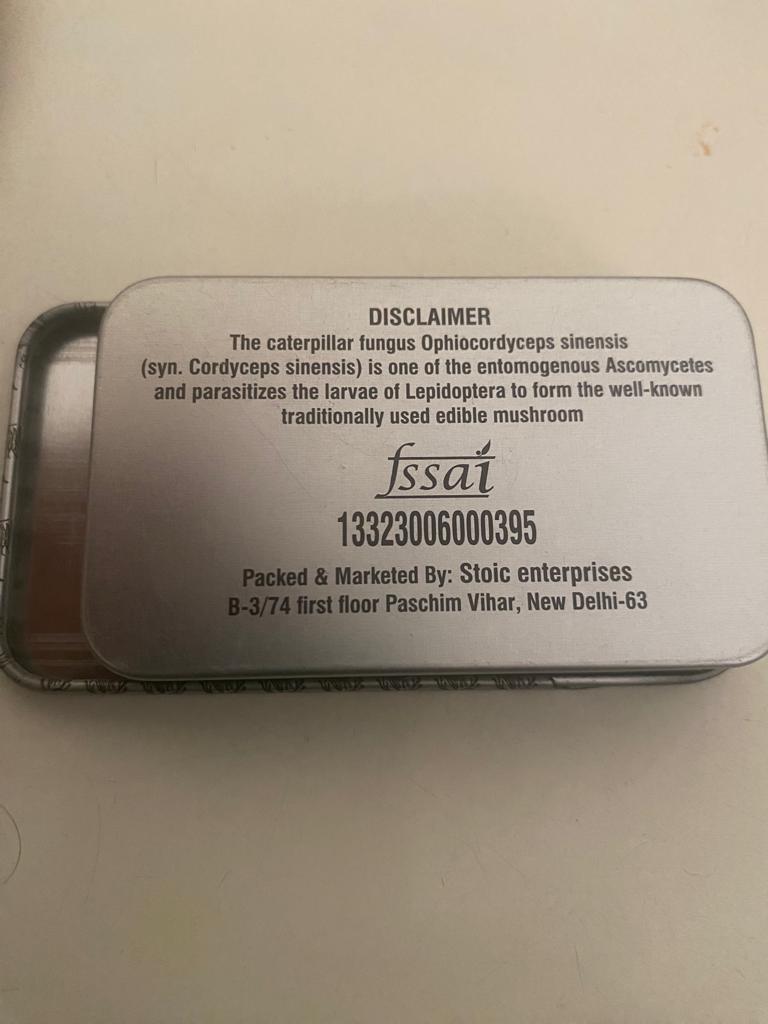 DISCLAIMER
The caterpillar fungus Ophiocordyceps sinensis
(syn. Cordyceps sinensis) is one of the entomogenous Ascomycetes
and parasitizes the larvae of Lepidoptera to form the well-known
traditionally used edible mushroom
fssai
13323006000395
Packed & Marketed By: Stoic enterprises
B-3/74 first floor Paschim Vihar, New Delhi-63